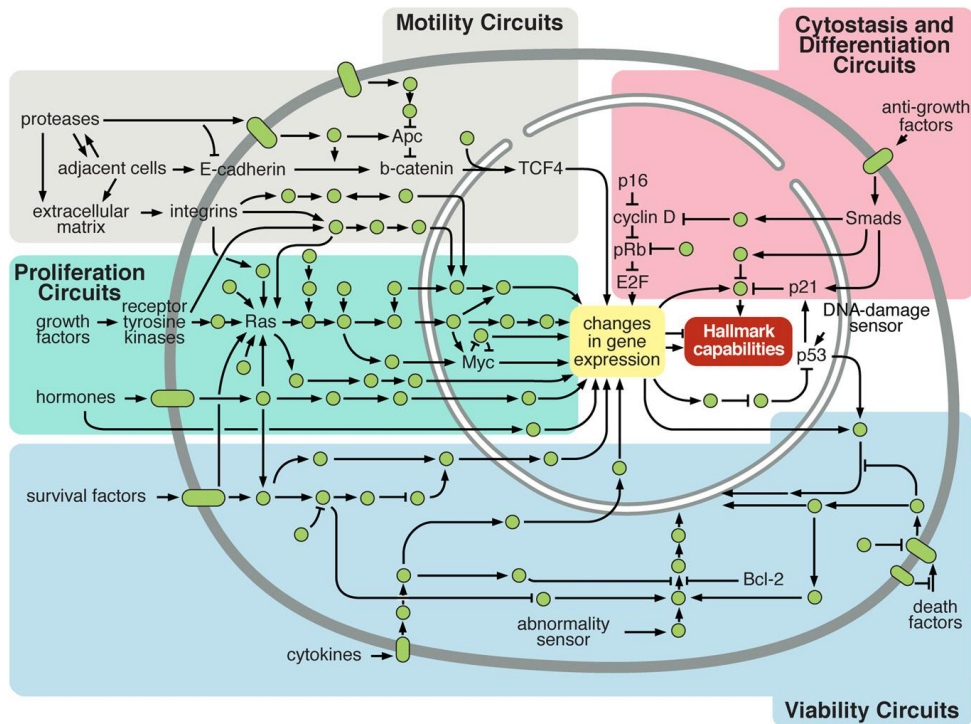 Motility Circuits
Cytostasis and
Differentiation
Circuits
proteases
anti-growth
factors
Apc
adjacent cells
E-cadherin
b-catenin
TCF4
p16
extracellular
matrix
integrins
cyclin D
Smads
pRb
E2F
p21
Proliferation
Circuits
growth
factors
receptor
tyrosine
kinases
Ras
Myc
changes
in gene
expression
Hallmark
capabilities
DNA-damage
sensor
p53
hormones
survival factors
Bcl-2
abnormality
sensor
death
factors
cytokines
Viability Circuits